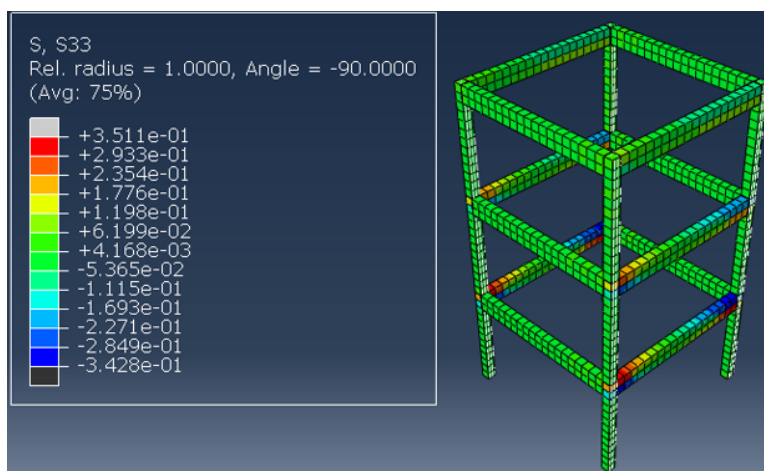 S, S33
Rel. radius = 1.0000, Angle = -90.0000
(Avg: 75%)
+3.511e-01
+2.933e-01
+2.354e-01
+1.776e-01
+1.198e-01
+6.199e-02
+4.168e-03
-5.365e-02
-1.115e-01
-1.693e-01
-2.271e-01
-2.849e-01
-3.428e-01